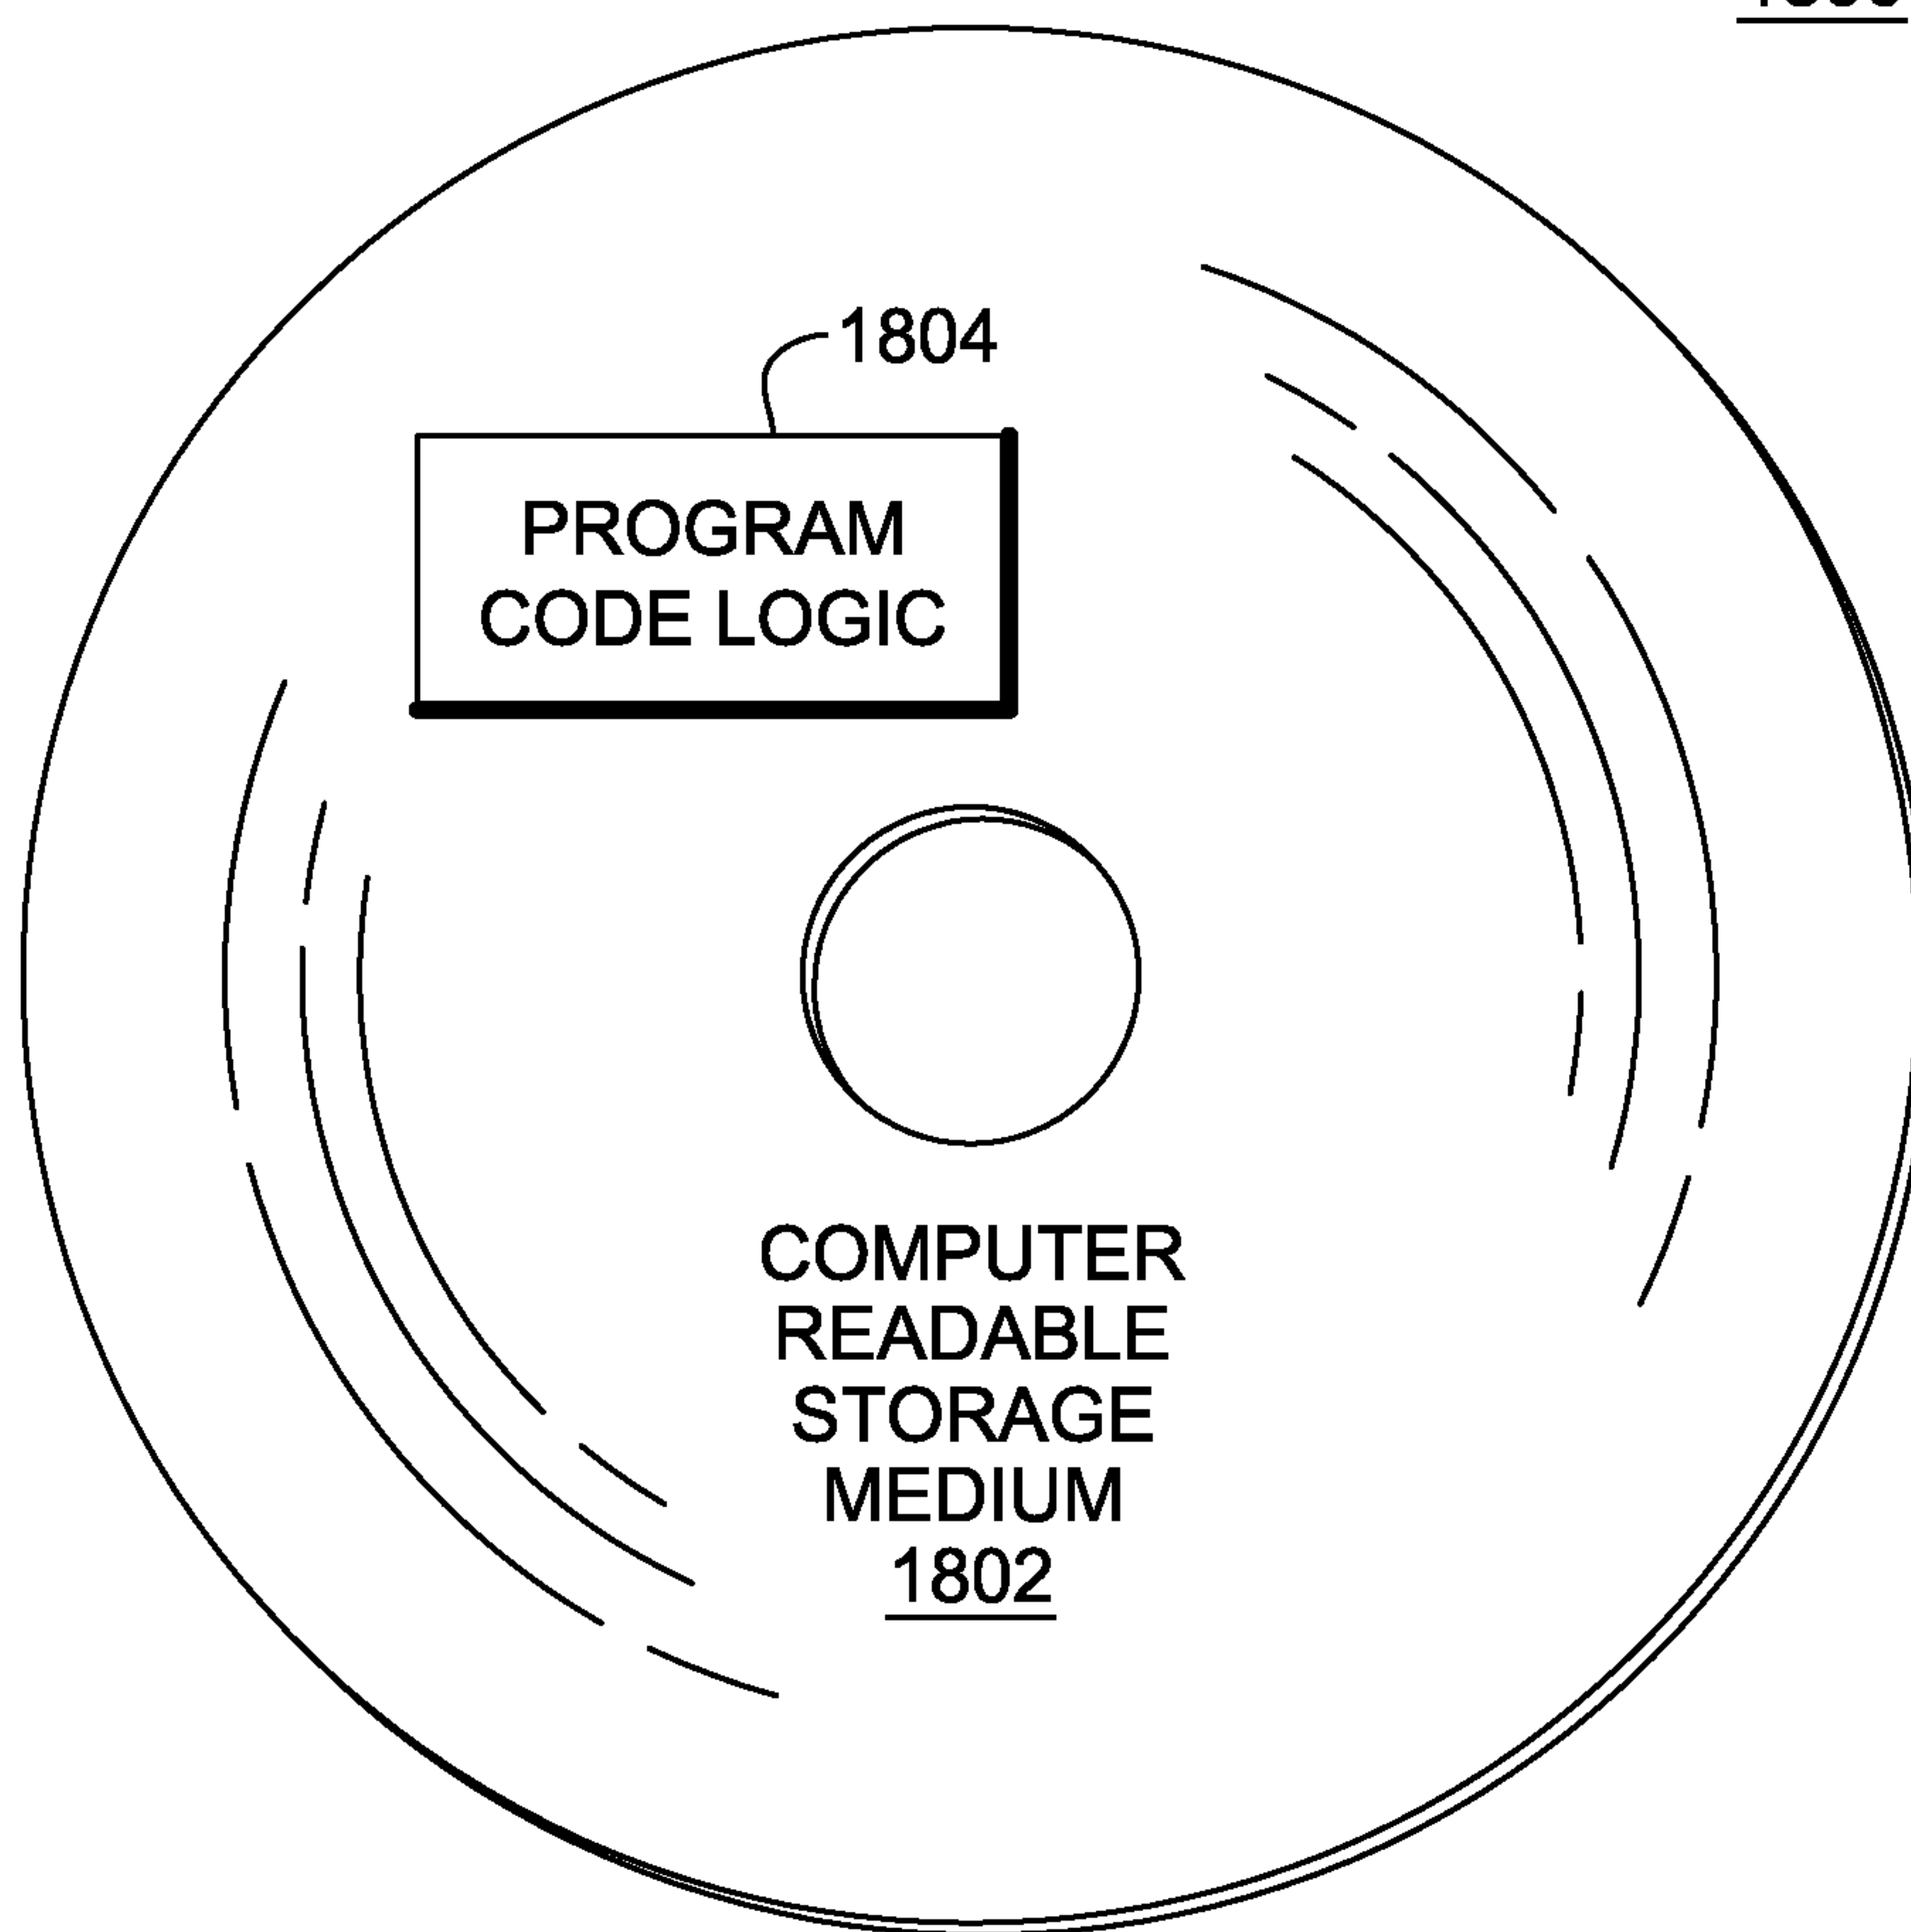 1804
PROGRAM
CODE LOGIC
COMPUTER
READABLE
STORAGE
MEDIUM
1802